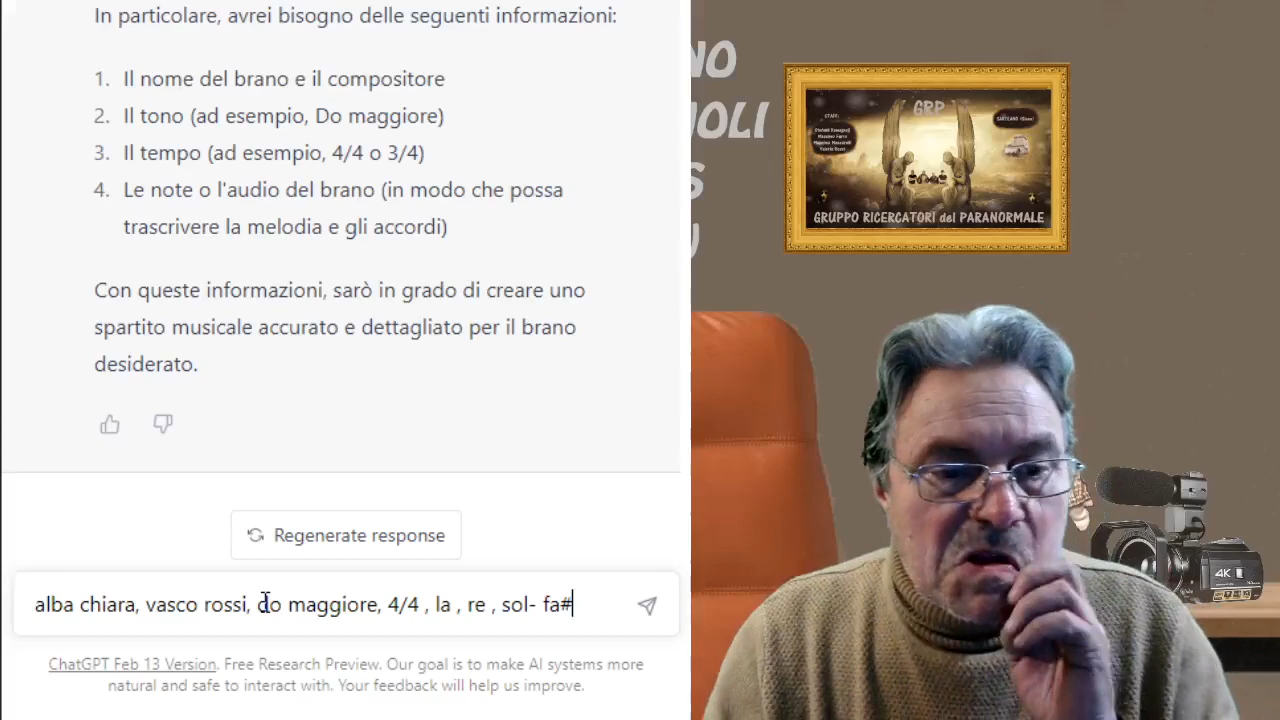 In particolare, avrei bisogno delle seguenti informazioni:
1. Il nome del brano e il compositore
2. Il tono (ad esempio, Do maggiore)
3. Il tempo (ad esempio, 4/4 o 3/4)
4. Le note o l'audio del brano (in modo che possa
trascrivere la melodia e gli accordi)
Con queste informazioni, sarò in grado di creare uno
spartito musicale accurato e dettagliato per il brano
desiderato.
Regenerate response
alba chiara, vasco rossi, do maggiore, 4/4 , la , re , sol- fa#
ChatGPT Feb 13 Version. Free Research Preview. Our goal is to make AI systems more
natural and safe to interact with. Your feedback will help us improve.
GRP
STAFF:
GRUPPO RICERCATORI del PARANORMALE
4K